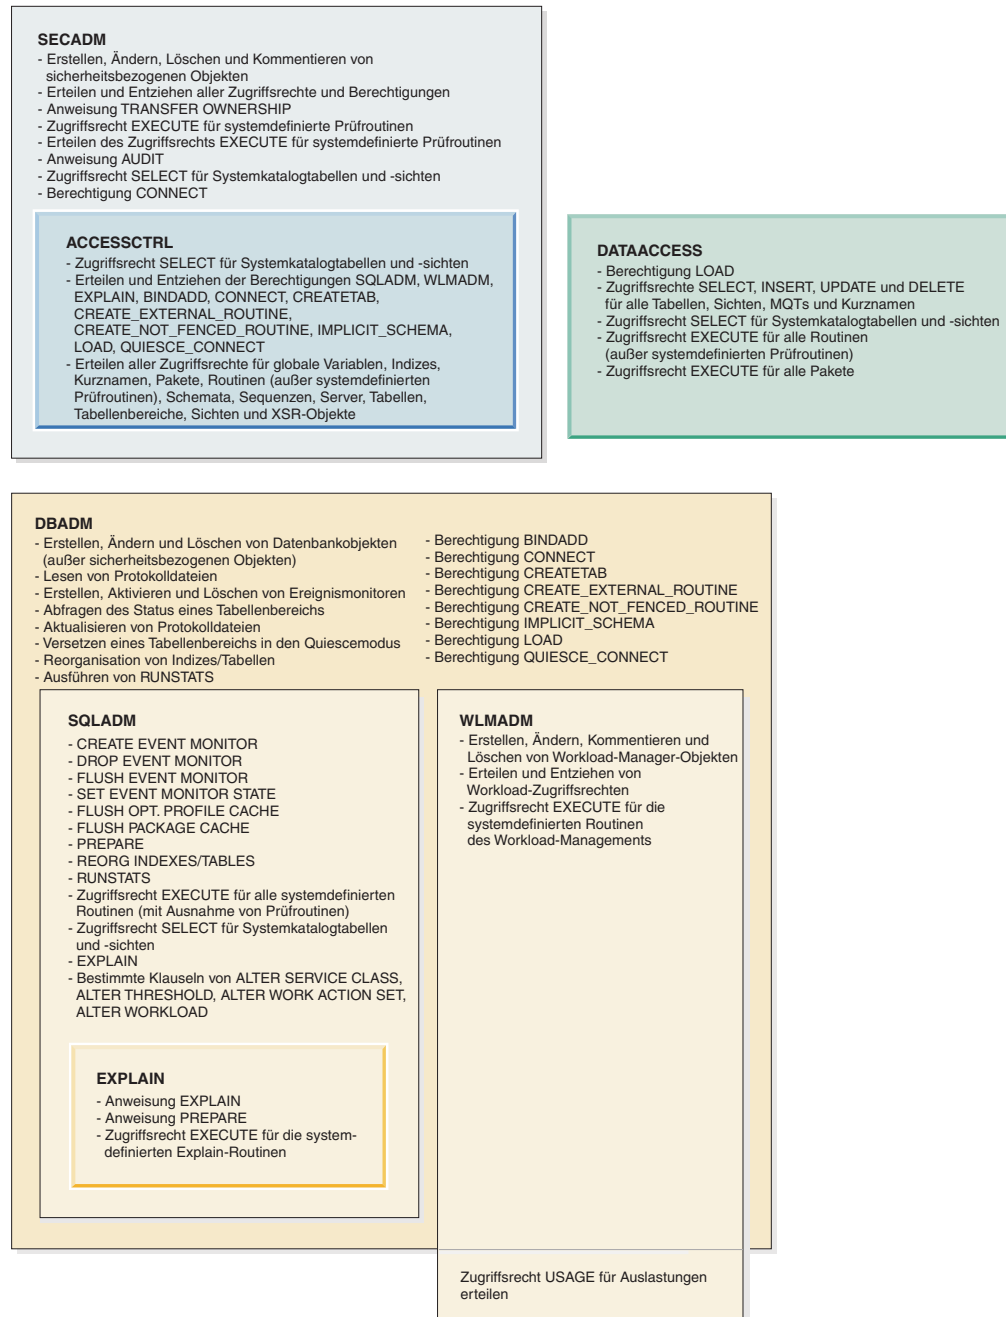 SECADM
- Erstellen, Ändern, Löschen und Kommentieren von
sicherheitsbezogenen Objekten
- Erteilen und Entziehen aller Zugriffsrechte und Berechtigungen
- Anweisung TRANSFER OWNERSHIP
- Zugriffsrecht EXECUTE für systemdefinierte Prüfroutinen
- Erteilen des Zugriffsrechts EXECUTE für systemdefinierte Prüfroutinen
- Anweisung AUDIT
- Zugriffsrecht SELECT für Systemkatalogtabellen und -sichten
- Berechtigung CONNECT
ACCESSCTRL
- Zugriffsrecht SELECT für Systemkatalogtabellen und -sichten
- Erteilen und Entziehen der Berechtigungen SQLADM, WLMADM,
EXPLAIN, BINDADD, CONNECT, CREATETAB,
CREATE_EXTERNAL_ROUTINE,
CREATE_NOT_FENCED_ROUTINE, IMPLICIT_SCHEMA,
LOAD, QUIESCE_CONNECT
- Erteilen aller Zugriffsrechte für globale Variablen, Indizes,
Kurznamen, Pakete, Routinen (außer systemdefinierten
Prüfroutinen), Schemata, Sequenzen, Server, Tabellen,
Tabellenbereiche, Sichten und XSR-Objekte
DATAACCESS
- Berechtigung LOAD
- Zugriffsrechte SELECT, INSERT, UPDATE und DELETE
für alle Tabellen, Sichten, MQTs und Kurznamen
- Zugriffsrecht SELECT für Systemkatalogtabellen und -sichten
- Zugriffsrecht EXECUTE für alle Routinen
(außer systemdefinierten Prüfroutinen)
- Zugriffsrecht EXECUTE für alle Pakete
DBADM
- Erstellen, Ändern und Löschen von Datenbankobjekten
(außer sicherheitsbezogenen Objekten)
- Lesen von Protokolldateien
- Erstellen, Aktivieren und Löschen von Ereignismonitoren
- Abfragen des Status eines Tabellenbereichs
- Aktualisieren von Protokolldateien
- Versetzen eines Tabellenbereichs in den Quiescemodus
- Reorganisation von Indizes/Tabellen
- Ausführen von RUNSTATS
- Berechtigung BINDADD
- Berechtigung CONNECT
- Berechtigung CREATETAB
- Berechtigung CREATE_EXTERNAL_ROUTINE
- Berechtigung CREATE_NOT_FENCED_ROUTINE
- Berechtigung IMPLICIT_SCHEMA
- Berechtigung LOAD
- Berechtigung QUIESCE_CONNECT
SQLADM
- CREATE EVENT MONITOR
- DROP EVENT MONITOR
- FLUSH EVENT MONITOR
- SET EVENT MONITOR STATE
- FLUSH OPT. PROFILE CACHE
- FLUSH PACKAGE CACHE
- PREPARE
- REORG INDEXES/TABLES
- RUNSTATS
- Zugriffsrecht EXECUTE für alle systemdefinierten
Routinen (mit Ausnahme von Prüfroutinen)
- Zugriffsrecht SELECT für Systemkatalogtabellen
und -sichten
- EXPLAIN
- Bestimmte Klauseln von ALTER SERVICE CLASS,
ALTER THRESHOLD, ALTER WORK ACTION SET,
ALTER WORKLOAD
EXPLAIN
- Anweisung EXPLAIN
- Anweisung PREPARE
- Zugriffsrecht EXECUTE für die system-
definierten Explain-Routinen
WLMADM
- Erstellen, Ändern, Kommentieren und
Löschen von Workload-Manager-Objekten
- Erteilen und Entziehen von
Workload-Zugriffsrechten
- Zugriffsrecht EXECUTE für die
systemdefinierten Routinen
des Workload-Managements
Zugriffsrecht USAGE für Auslastungen
erteilen